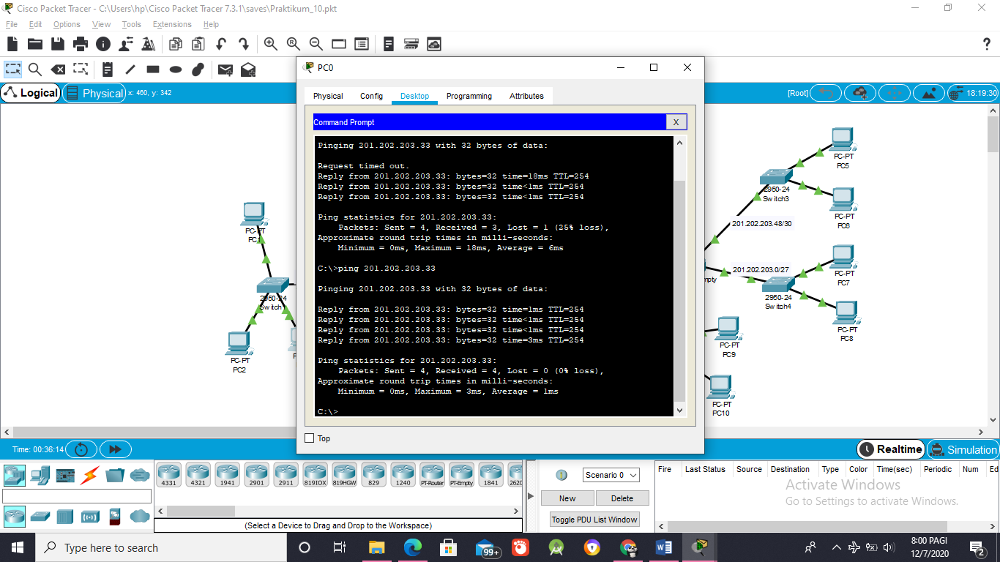 Cisco Packet Tracer - C:\Users\hp\Cisco Packet Tracer 7.3.1\saves\Praktikum_10.pkt
File Edit Options View Tools Extensions Help
Logical
Physical
x: 460, y: 342
[Root]
18:19:30
PC0
Physical Config Desktop Programming Attributes
Command Prompt
X
Pinging 201.202.203.33 with 32 bytes of data:
Request timed out.
Reply from 201.202.203.33: bytes=32 time=18ms TTL=254
Reply from 201.202.203.33: bytes=32 time<1ms TTL=254
Reply from 201.202.203.33: bytes=32 time<1ms TTL=254
Ping statistics for 201.202.203.33:
Packets: Sent = 4, Received = 3, Lost = 1 (25% loss),
Approximate round trip times in milli-seconds:
Minimum = 0ms, Maximum = 18ms, Average = 6ms
C:\>ping 201.202.203.33
Pinging 201.202.203.33 with 32 bytes of data:
Reply from 201.202.203.33: bytes=32 time=1ms TTL=254
Reply from 201.202.203.33: bytes=32 time<1ms TTL=254
Reply from 201.202.203.33: bytes=32 time<1ms TTL=254
Reply from 201.202.203.33: bytes=32 time=3ms TTL=254
Ping statistics for 201.202.203.33:
Packets: Sent = 4, Received = 4, Lost = 0 (0% loss),
Approximate round trip times in milli-seconds:
Minimum = 0ms, Maximum = 3ms, Average = 1ms
C:\>
Top
PC-PT
PC1
2950-24
Switch1
PC-PT
PC2
PC-PT
PC5
2950-24
Switch3
PC-PT
PC6
201.202.203.48/30
201.202.203.0/27
PC-PT
PC7
2950-24
Switch4
PC-PT
PC8
PC-PT
PC9
PC-PT
PC10
Time: 00:36:14
Realtime
Simulation
4331 4321 1941 2901 2911 819IOX 819HGW 829 1240 PT-Router PT-Empty 1841 2620
(Select a Device to Drag and Drop to the Workspace)
Scenario 0
New
Delete
Toggle PDU List Window
Fire Last Status Source Destination Type Color Time(sec) Periodic Num Ed
Activate Windows
Go to Settings to activate Windows.
Type here to search
99+
8:00 PAGI
12/7/2020
2